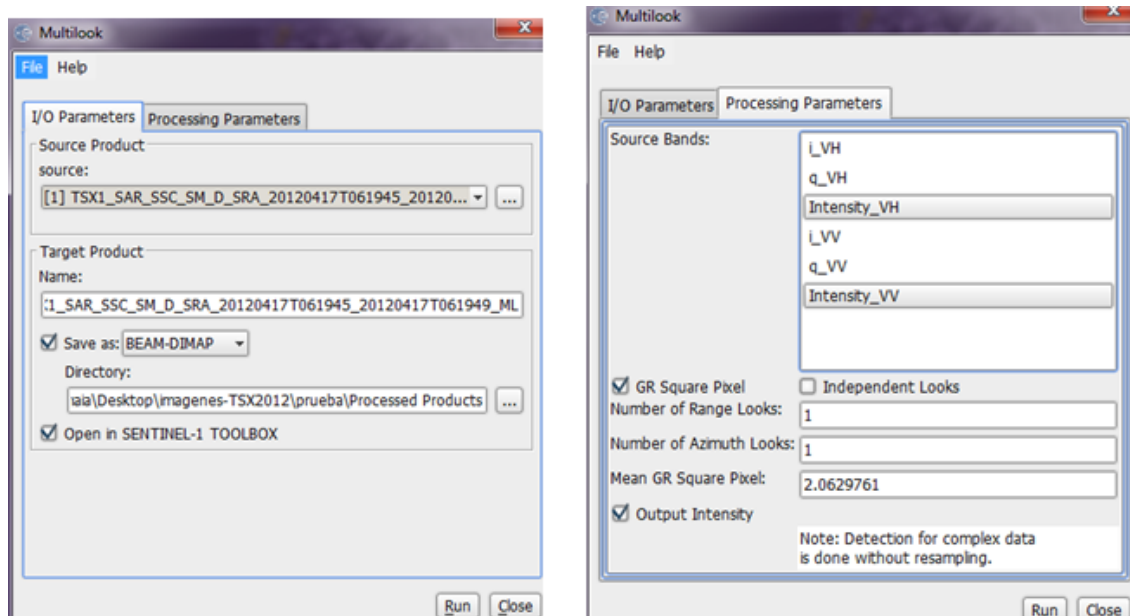 Multilook
File Help
I/O Parameters Processing Parameters
Source Product
source:
[1] TSX1_SAR_SSC_SM_D_SRA_20120417T061945_20120... ...
Target Product
Name:
:1_SAR_SSC_SM_D_SRA_20120417T061945_20120417T061949_ML
Save as: BEAM-DIMAP
Directory:
aia\Desktop\imagenes-TSX2012\prueba\Processed Products ...
Open in SENTINEL-1 TOOLBOX
Run Close
Multilook
File Help
I/O Parameters Processing Parameters
Source Bands:
i_VH
q_VH
Intensity_VH
i_VV
q_VV
Intensity_VV
GR Square Pixel Independent Looks
Number of Range Looks: 1
Number of Azimuth Looks: 1
Mean GR Square Pixel: 2.0629761
Output Intensity
Note: Detection for complex data
is done without resampling.
Run Close